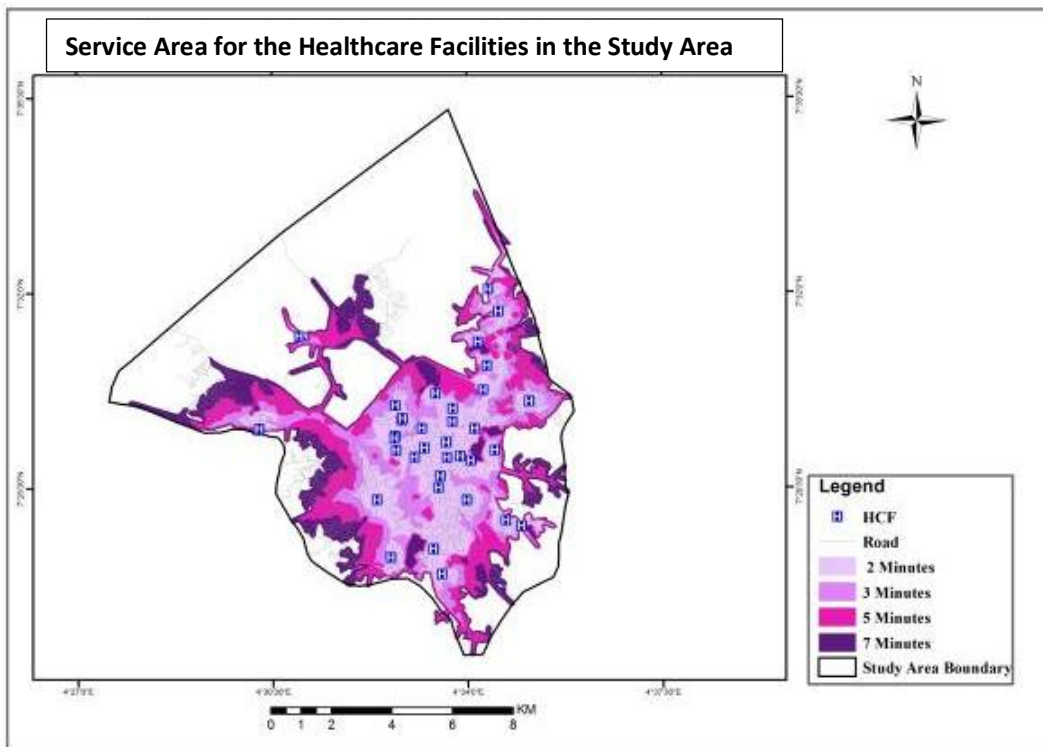 Service Area for the Healthcare Facilities in the Study Area
N
Legend
H HCF
Road
2 Minutes
3 Minutes
5 Minutes
7 Minutes
Study Area Boundary
KM
0 1 2 4 6 8